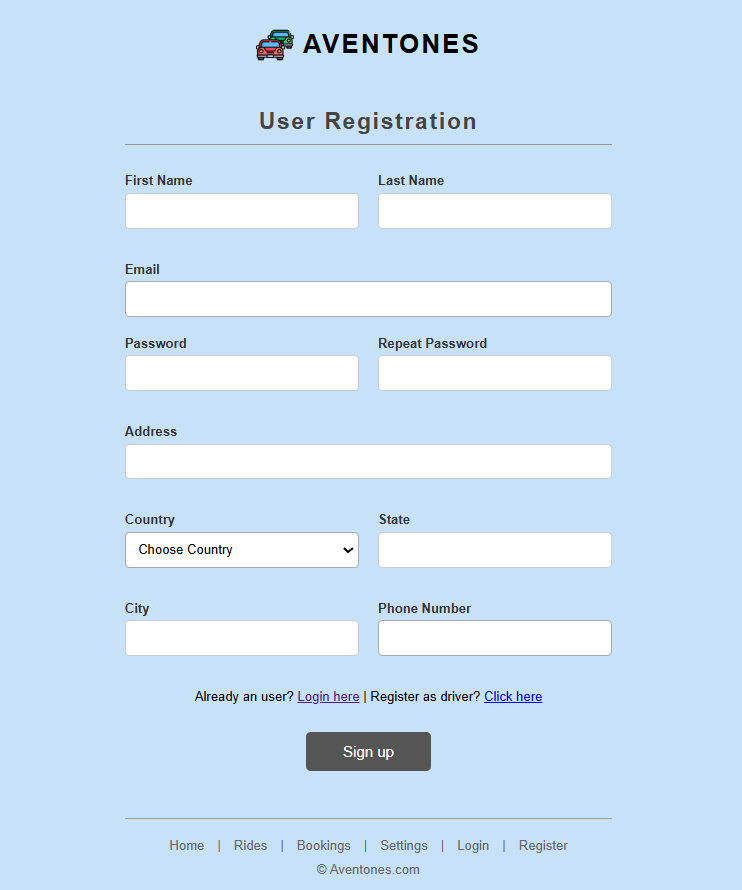 AVENTONES
User Registration
First Name Last Name
Email
Password Repeat Password
Address
Country State
Choose Country
City Phone Number
Already an user? Login here | Register as driver? Click here
Sign up
Home | Rides | Bookings | Settings | Login | Register
© Aventones.com